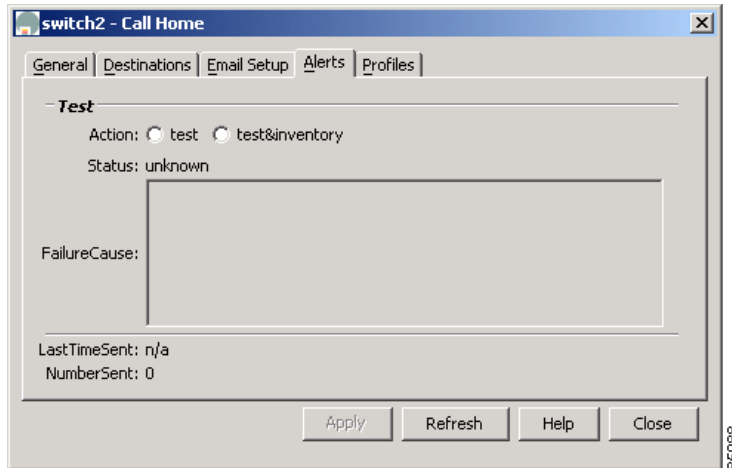 switch2 - Call Home
General Destinations Email Setup Alerts Profiles
Test
Action: test test&inventory
Status: unknown
FailureCause:
LastTimeSent: n/a
NumberSent: 0
Apply Refresh Help Close